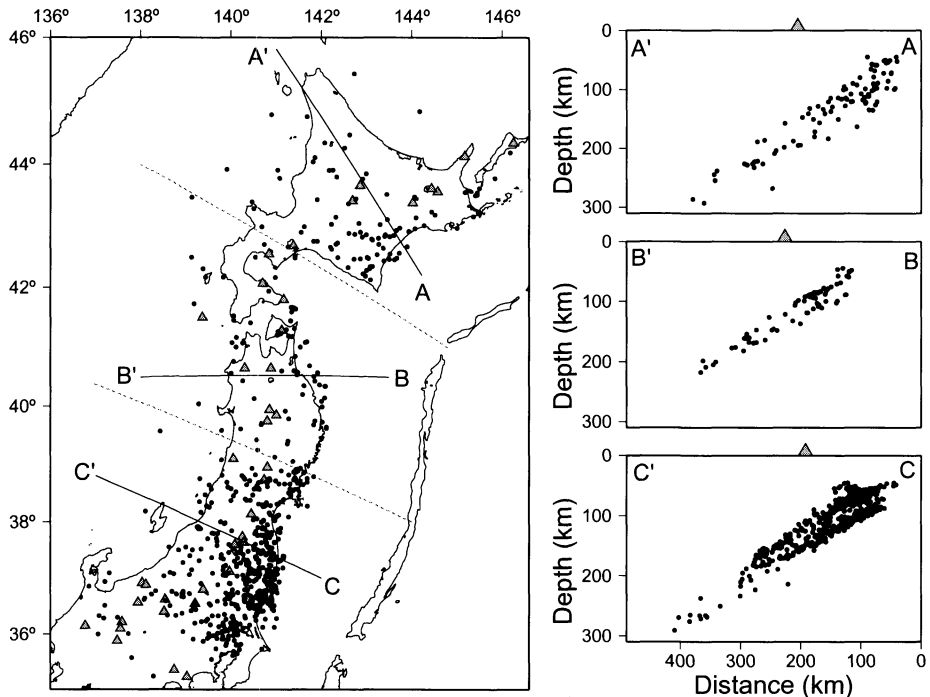 138° 140° 142° 144° 146°
46°
44°
42°
40°
38°
36°
A'
A
B' B
C'
C
0
100
200
300
Depth (km)
A' A
0
100
200
300
Depth (km)
B' B
0
100
200
300
Depth (km)
C' C
400 300 200 100 0
Distance (km)